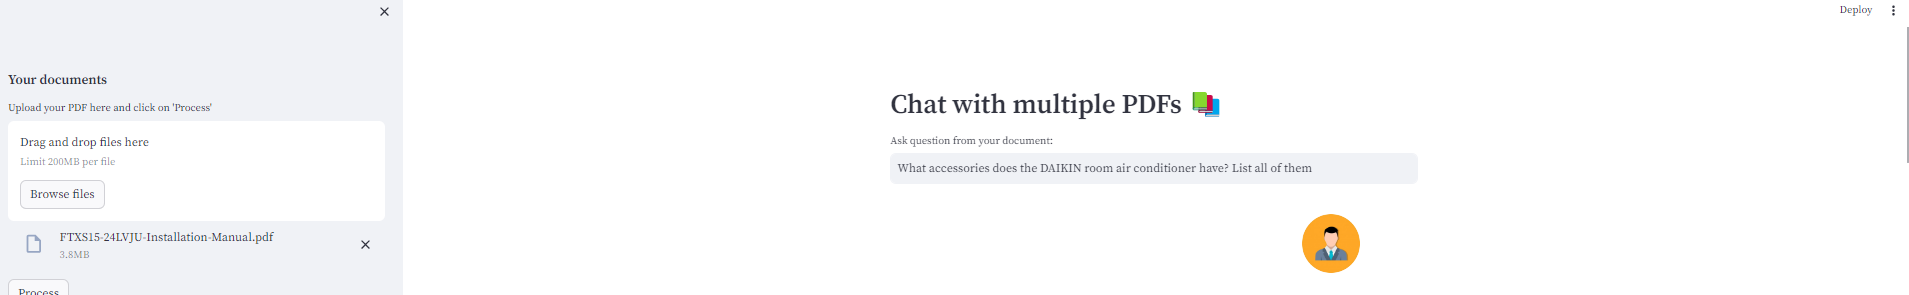 Deploy
Your documents
Upload your PDF here and click on 'Process'
Drag and drop files here
Limit 200MB per file
Browse files
FTXS15-24LVJU-Installation-Manual.pdf
3.8MB
Process
Chat with multiple PDFs
Ask question from your document:
What accessories does the DAIKIN room air conditioner have? List all of them